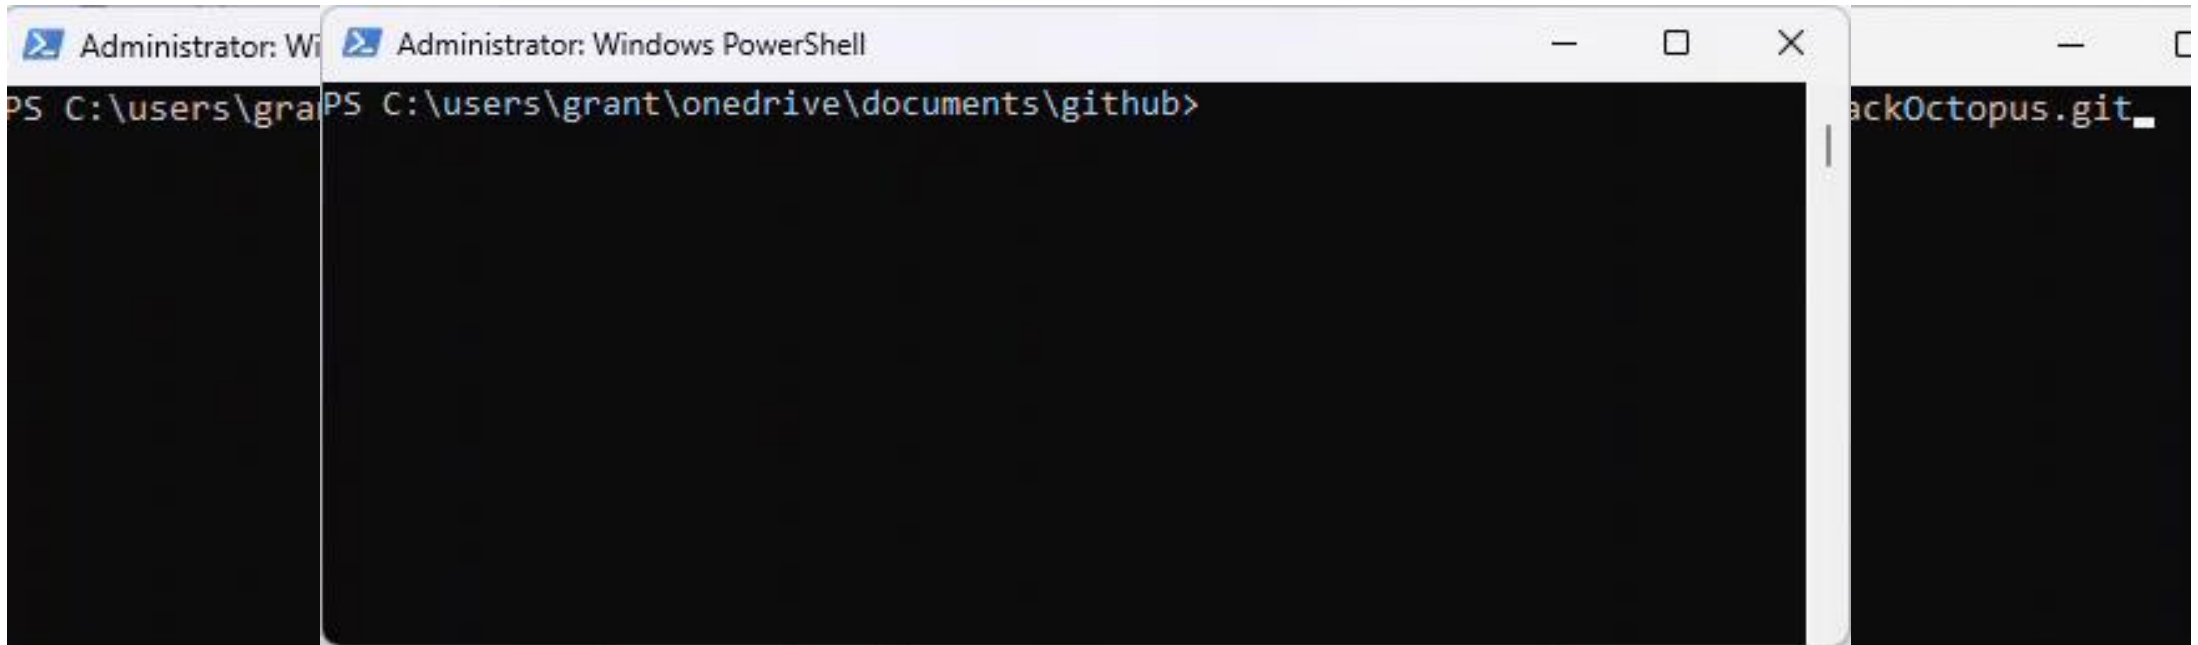 Administrator: Wi
Administrator: Windows PowerShell
PS C:\users\gra
PS C:\users\grant\onedrive\documents\github>
ackOctopus.git